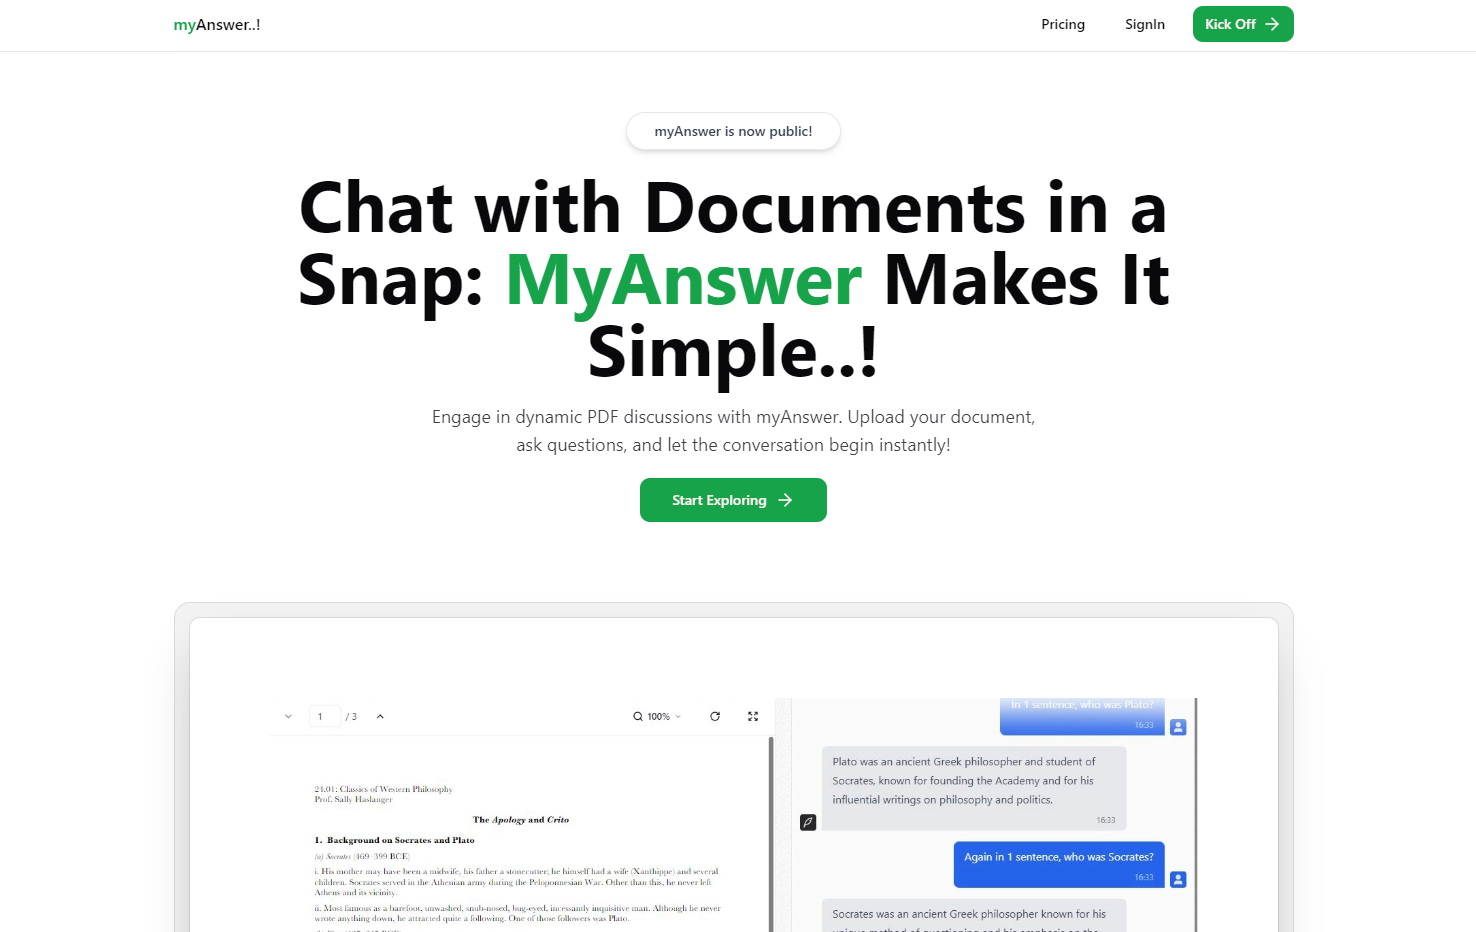 myAnswer..!
Pricing
SignIn
Kick Off
myAnswer is now public!
Chat with Documents in a
Snap: MyAnswer Makes It
Simple..!
Engage in dynamic PDF discussions with myAnswer. Upload your document,
ask questions, and let the conversation begin instantly!
Start Exploring
1 / 3
100%
24.01: Classics of Western Philosophy
Prof. Sally Haslanger
The Apology and Crito
1. Background on Socrates and Plato
(a) Socrates (469–399 BCE)
i. His mother may have been a midwife, his father a stonecutter; he himself had a wife (Xanthippe) and several
children. Socrates served in the Athenian army during the Peloponnesian War. Other than this, he never left
Athens and its vicinity.
ii. Most famous as a barefoot, unwashed, snub-nosed, bug-eyed, incessantly inquisitive man. Although he never
wrote anything down, he attracted quite a following. One of those followers was Plato.
In 1 sentence, who was Plato?
16:33
Plato was an ancient Greek philosopher and student of
Socrates, known for founding the Academy and for his
influential writings on philosophy and politics.
16:33
Again in 1 sentence, who was Socrates?
16:33
Socrates was an ancient Greek philosopher known for his
unique method of questioning and his emphasis on the